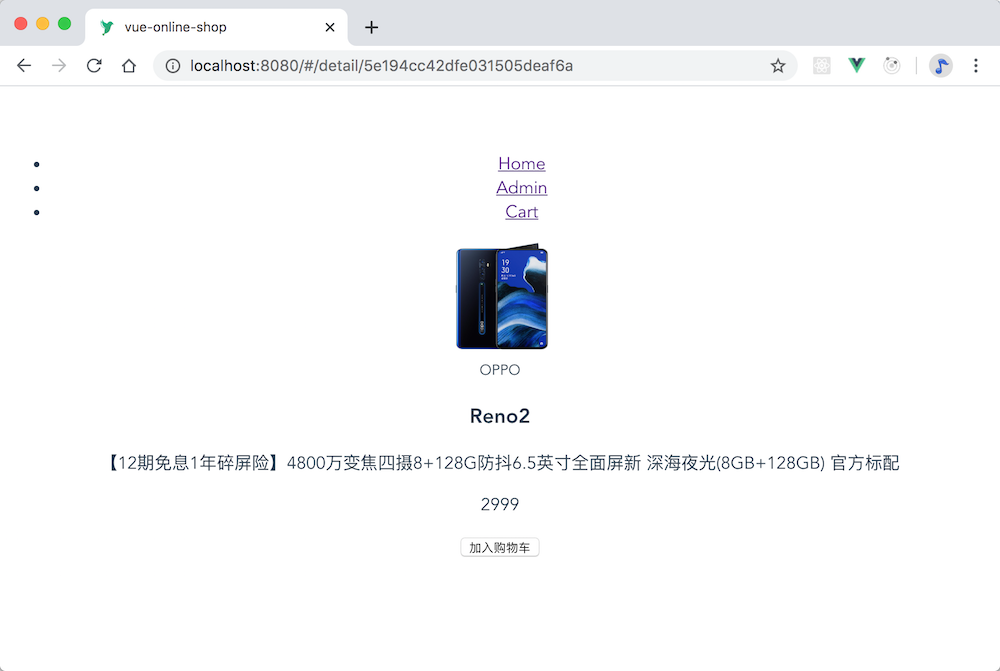 vue-online-shop
localhost:8080/#/detail/5e194cc42dfe031505deaf6a
Home
Admin
Cart
19
30
OPPO
Reno2
【12期免息1年碎屏险】4800万变焦四摄8+128G防抖6.5英寸全面屏新 深海夜光(8GB+128GB) 官方标配
2999
加入购物车